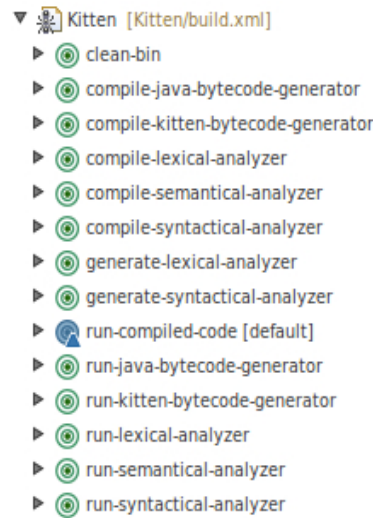 Kitten [Kitten/build.xml]
clean-bin
compile-java-bytecode-generator
compile-kitten-bytecode-generator
compile-lexical-analyzer
compile-semantical-analyzer
compile-syntactical-analyzer
generate-lexical-analyzer
generate-syntactical-analyzer
run-compiled-code [default]
run-java-bytecode-generator
run-kitten-bytecode-generator
run-lexical-analyzer
run-semantical-analyzer
run-syntactical-analyzer